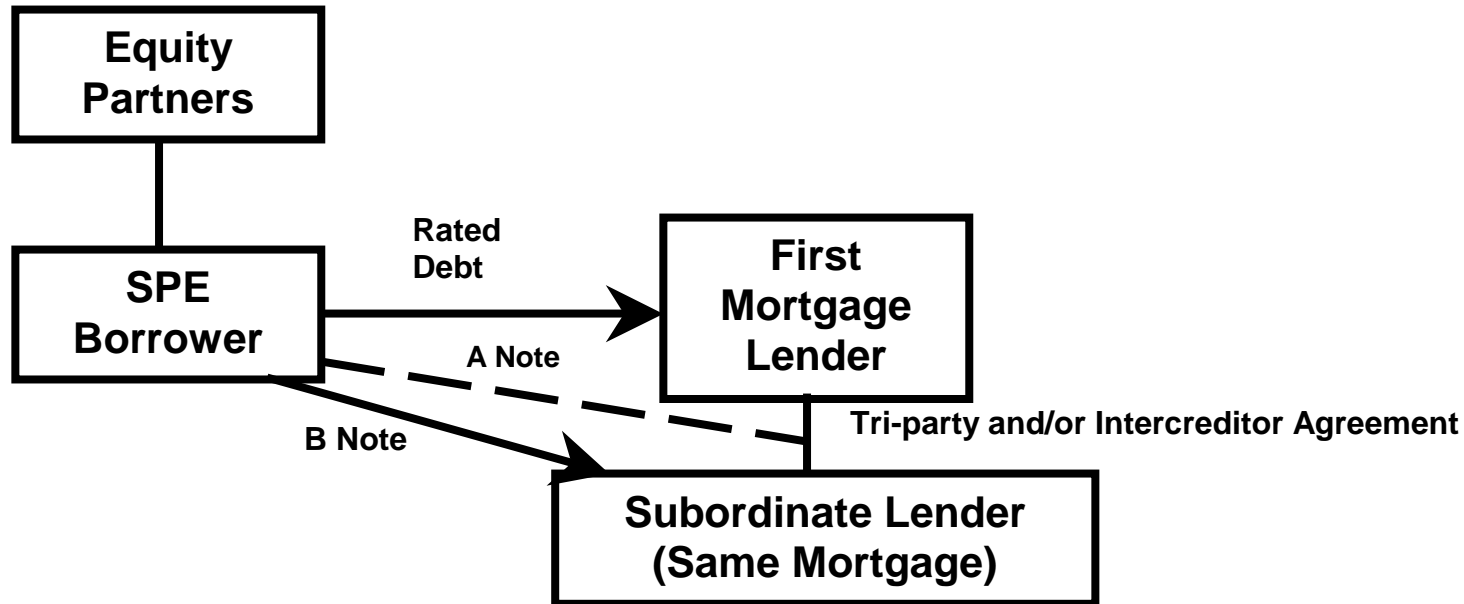 Equity
Partners
Rated
Debt
First
Mortgage
Lender
SPE
Borrower
A Note
B Note
Tri-party and/or Intercreditor Agreement
Subordinate Lender
(Same Mortgage)